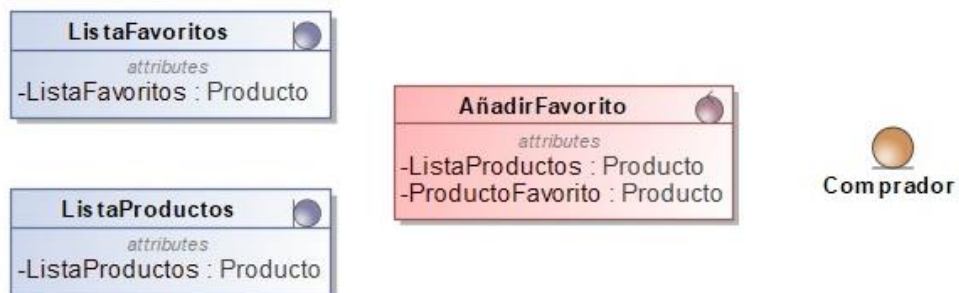 ListaFavoritos
attributes
-ListaFavoritos : Producto
ListaProductos
attributes
-ListaProductos : Producto
AñadirFavorito
attributes
-ListaProductos : Producto
-ProductoFavorito : Producto
Comprador